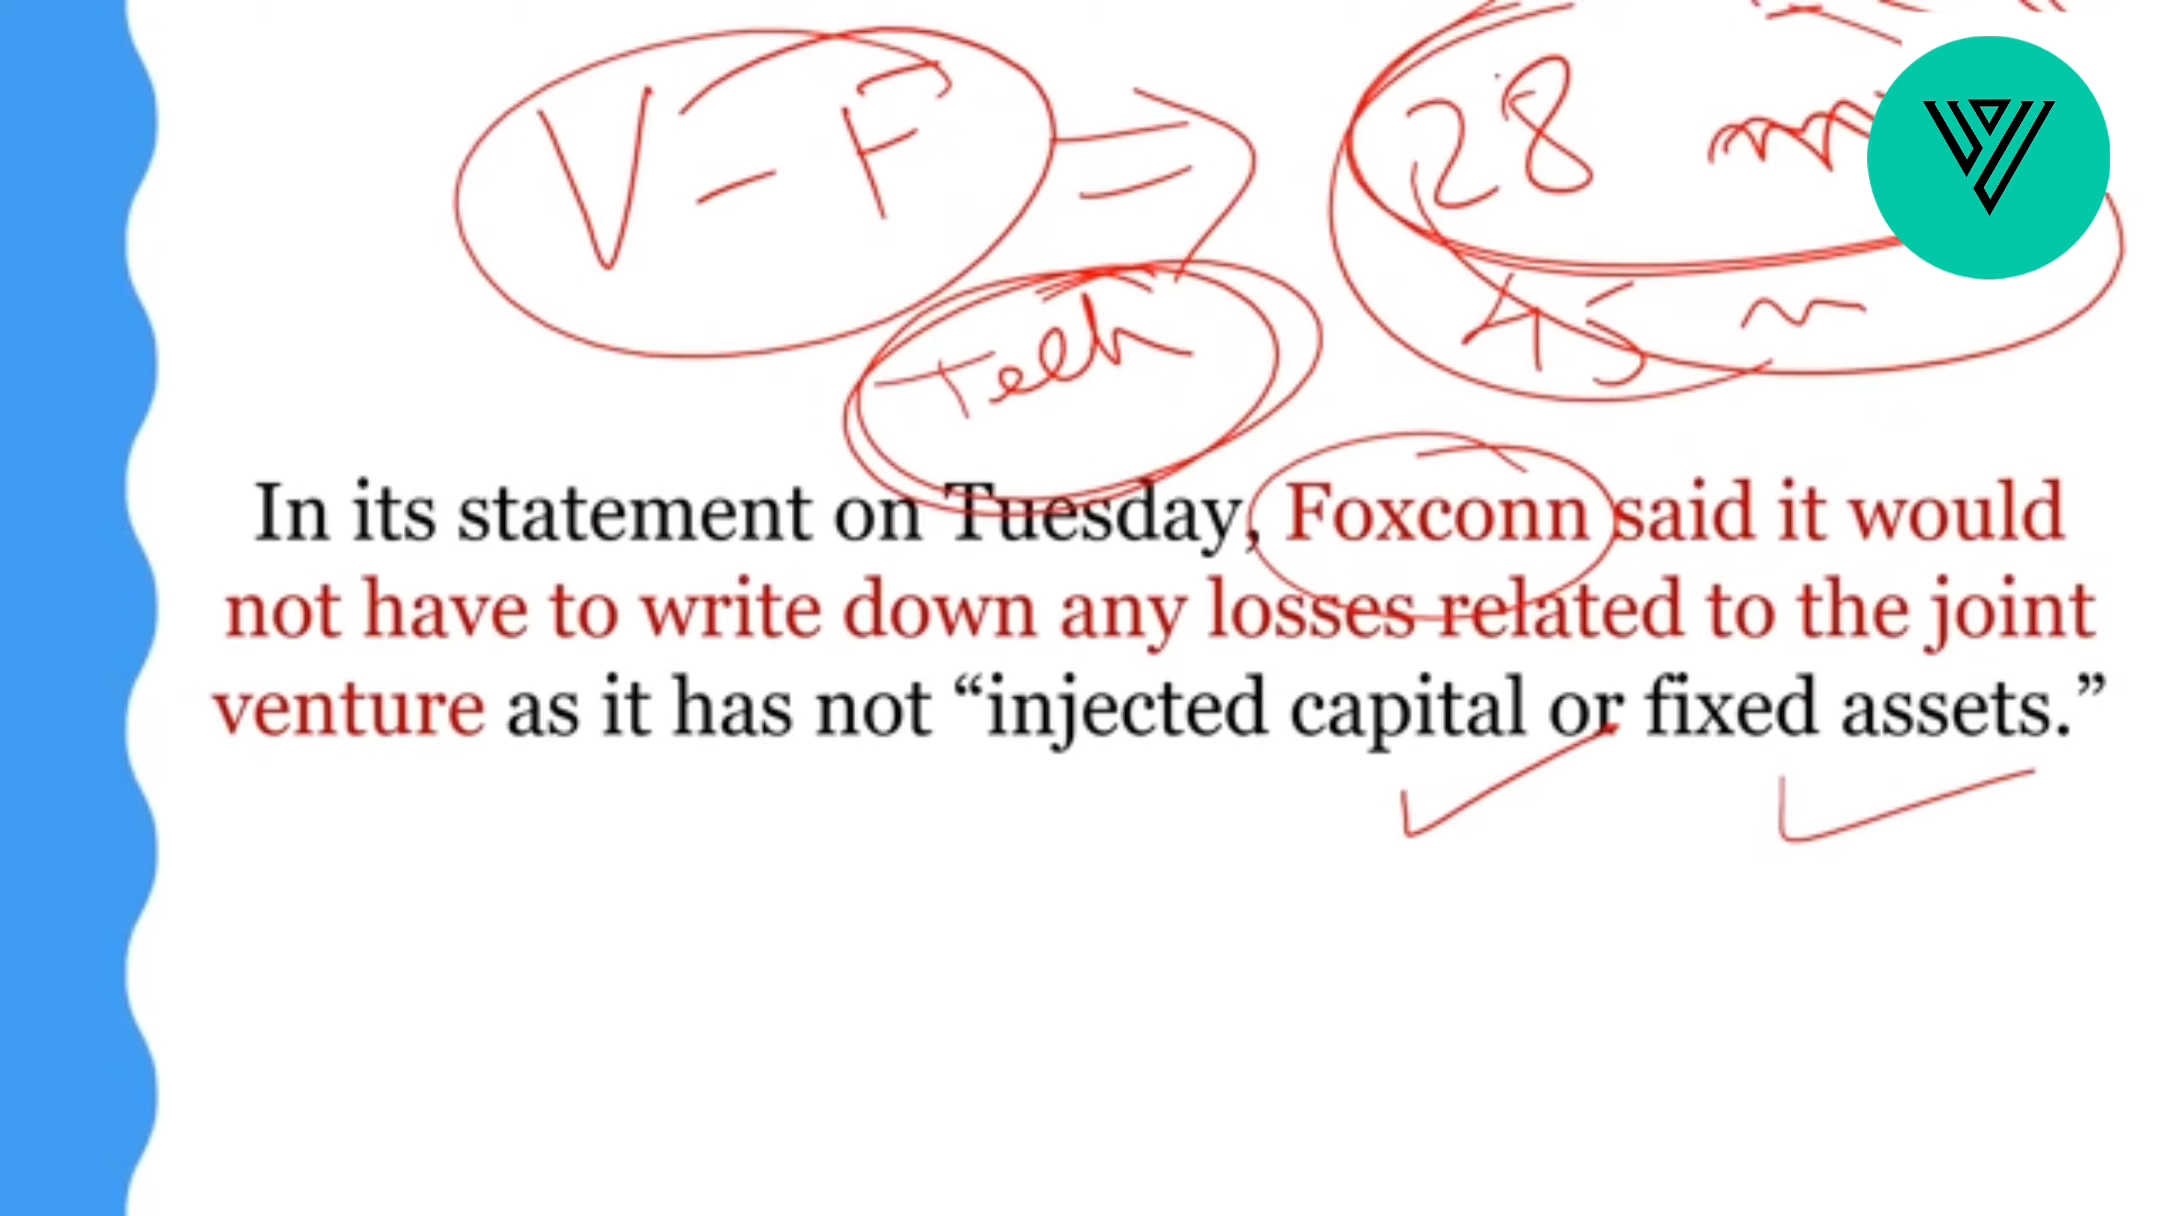 V - F => 28
Tech 45
In its statement on Tuesday, Foxconn said it would
not have to write down any losses related to the joint
venture as it has not “injected capital or fixed assets.”